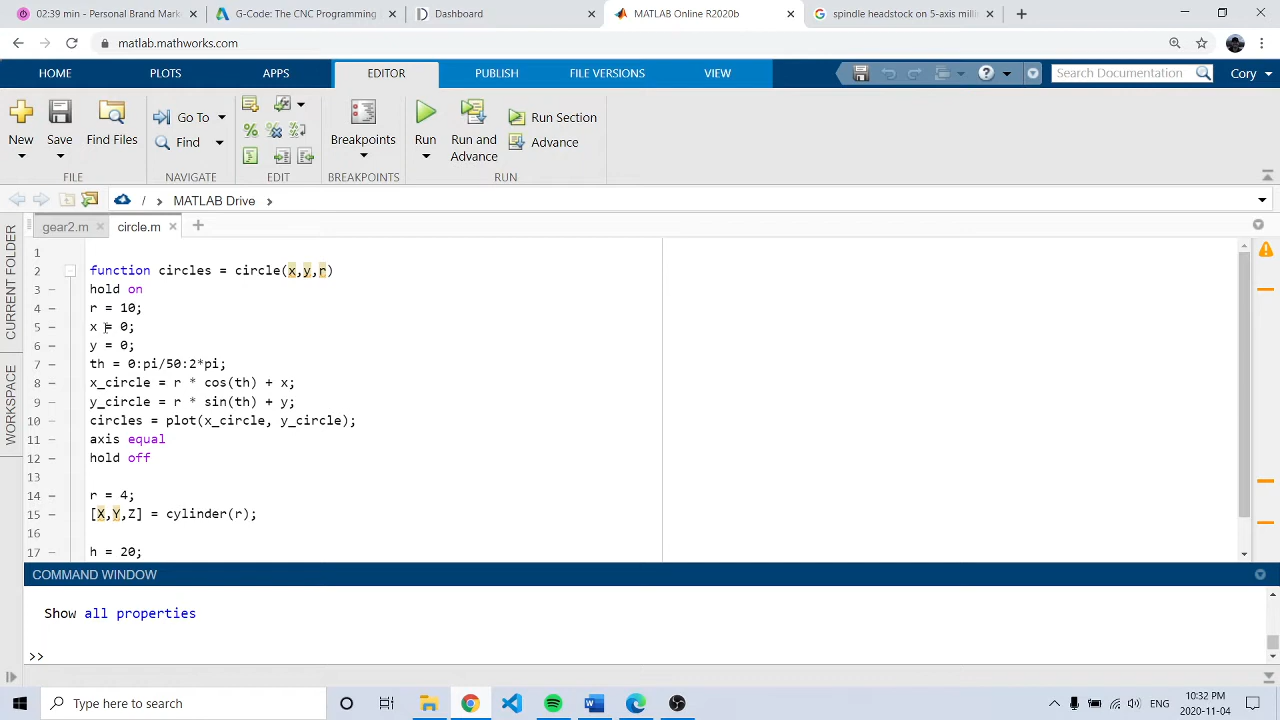 02:39 min - Personal Brand Mark
G-Code: The CNC Programming
Dashboard
MATLAB Online R2020b
spindle headstock on 5-axis milli
matlab.mathworks.com
HOME
PLOTS
APPS
EDITOR
PUBLISH
FILE VERSIONS
VIEW
Search Documentation
Cory
New
Save
Find Files
Go To
Find
Breakpoints
Run
Run and
Advance
Run Section
Advance
FILE
NAVIGATE
EDIT
BREAKPOINTS
RUN
/ MATLAB Drive
gear2.m
circle.m
CURRENT FOLDER
WORKSPACE
1
2 function circles = circle(x,y,r)
3 hold on
4 r = 10;
5 x = 0;
6 y = 0;
7 th = 0:pi/50:2*pi;
8 x_circle = r * cos(th) + x;
9 y_circle = r * sin(th) + y;
10 circles = plot(x_circle, y_circle);
11 axis equal
12 hold off
13
14 r = 4;
15 [X,Y,Z] = cylinder(r);
16
17 h = 20;
COMMAND WINDOW
Show all properties
>>
Type here to search
ENG
10:32 PM
2020-11-04